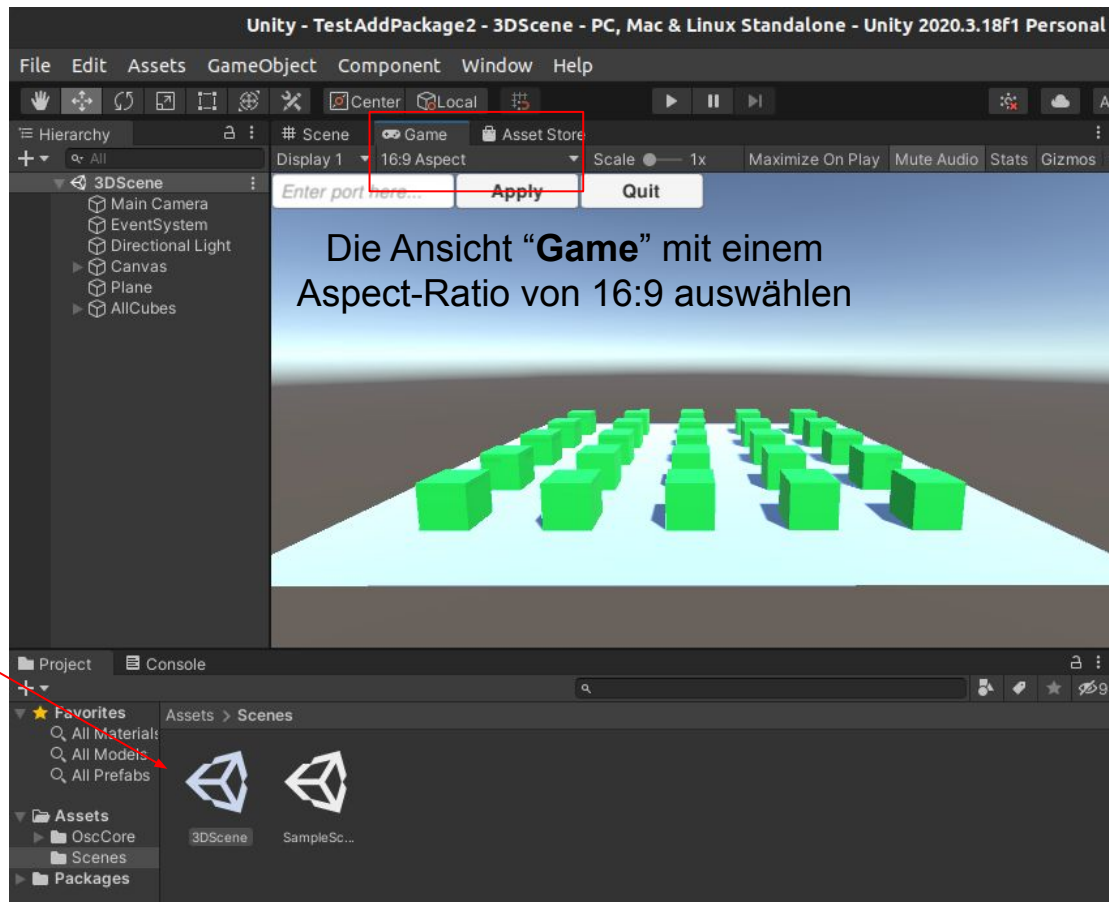 Unity - TestAddPackage2 - 3DScene - PC, Mac & Linux Standalone - Unity 2020.3.18f1 Personal
File Edit Assets GameObject Component Window Help
Center Local A
Hierarchy # Scene Game Asset Store
All Display 1 16:9 Aspect Scale 1x Maximize On Play Mute Audio Stats Gizmos
3DScene
Main Camera
EventSystem
Directional Light
Canvas
Plane
AllCubes
Enter port here... Apply Quit
Die Ansicht “Game” mit einem
Aspect-Ratio von 16:9 auswählen
Project Console
9
Favorites
All Materials
All Models
All Prefabs
Assets
OscCore
Scenes
Packages
Assets > Scenes
3DScene SampleSc...